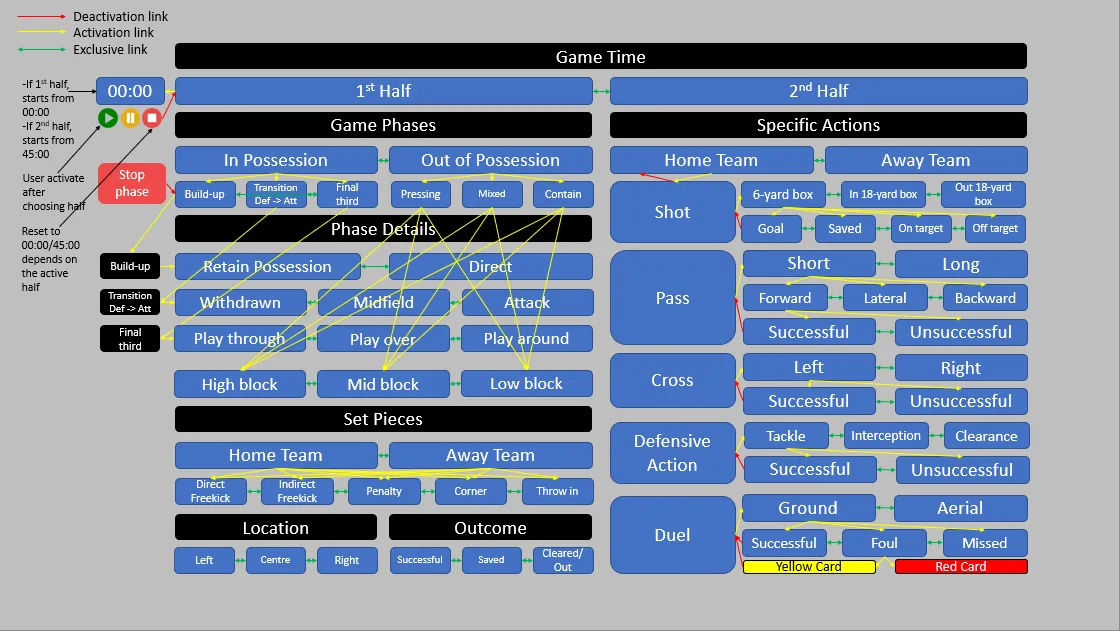 Deactivation link
Activation link
Exclusive link
Game Time
-If 1st half,
starts from
00:00
-If 2nd half,
starts from
45:00
00:00
1st Half
2nd Half
Game Phases
Specific Actions
User activate
after
choosing half
Stop
phase
In Possession
Out of Possession
Home Team
Away Team
Build-up
Transition
Def -> Att
Final
third
Pressing
Mixed
Contain
Shot
6-yard box
In 18-yard box
Out 18-yard
box
Goal
Saved
On target
Off target
Reset to
00:00/45:00
depends on
the active
half
Phase Details
Build-up
Retain Possession
Direct
Transition
Def -> Att
Withdrawn
Midfield
Attack
Final
third
Play through
Play over
Play around
High block
Mid block
Low block
Pass
Short
Long
Forward
Lateral
Backward
Successful
Unsuccessful
Cross
Left
Right
Successful
Unsuccessful
Set Pieces
Home Team
Away Team
Direct
Freekick
Indirect
Freekick
Penalty
Corner
Throw in
Defensive
Action
Tackle
Interception
Clearance
Successful
Unsuccessful
Location
Outcome
Left
Centre
Right
Successful
Saved
Cleared/
Out
Duel
Ground
Aerial
Successful
Foul
Missed
Yellow Card
Red Card